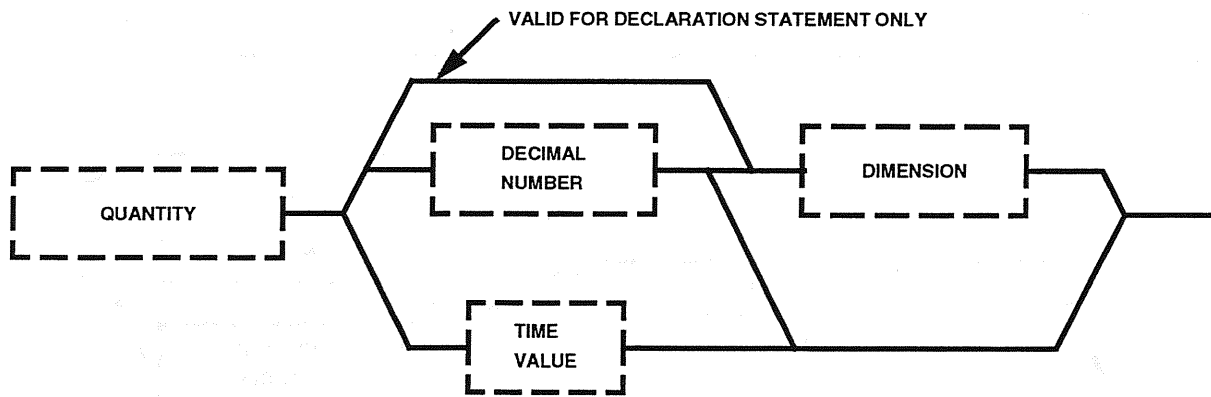 VALID FOR DECLARATION STATEMENT ONLY
DECIMAL
NUMBER
DIMENSION
QUANTITY
TIME
VALUE